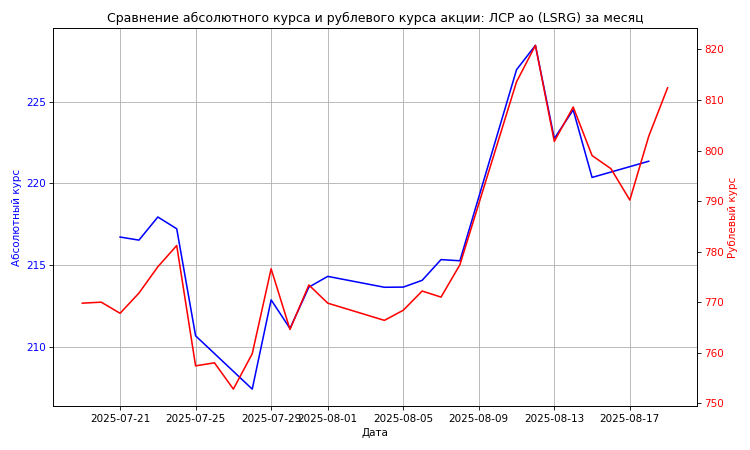 Сравнение абсолютного курса и рублевого курса акции: ЛСР ао (LSRG) за месяц
Абсолютный курс
225
220
215
210
820
810
800
790
780
770
760
750
Рублевый курс
2025-07-21 2025-07-25 2025-07-29 2025-08-01 2025-08-05 2025-08-09 2025-08-13 2025-08-17
Дата